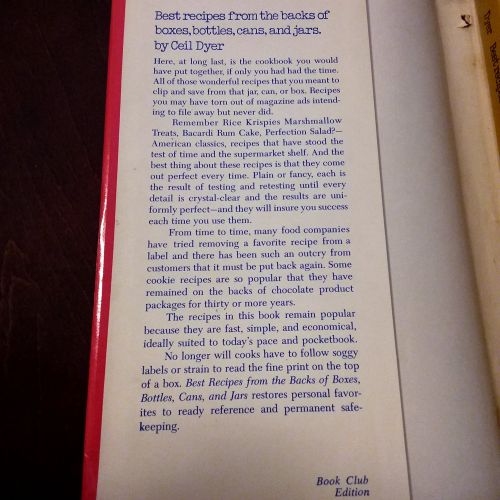 Best recipes from the backs of
boxes, bottles, cans, and jars.
by Ceil Dyer
Here, at long last, is the cookbook you would
have put together, if only you had had the time.
All of those wonderful recipes that you meant to
clip and save from that jar, can, or box. Recipes
you may have torn out of magazine ads intend-
ing to file away but never did.
Remember Rice Krispies Marshmallow
Treats, Bacardi Rum Cake, Perfection Salad?—
American classics, recipes that have stood the
test of time and the supermarket shelf. And the
best thing about these recipes is that they come
out perfect every time. Plain or fancy, each is
the result of testing and retesting until every
detail is crystal-clear and the results are uni-
formly perfect—and they will insure you success
each time you use them.
From time to time, many food companies
have tried removing a favorite recipe from a
label and there has been such an outcry from
customers that it must be put back again. Some
cookie recipes are so popular that they have
remained on the backs of chocolate product
packages for thirty or more years.
The recipes in this book remain popular
because they are fast, simple, and economical,
ideally suited to today's pace and pocketbook.
No longer will cooks have to follow soggy
labels or strain to read the fine print on the top
of a box. Best Recipes from the Backs of Boxes,
Bottles, Cans, and Jars restores personal favor-
ites to ready reference and permanent safe-
keeping.
Book Club
Edition